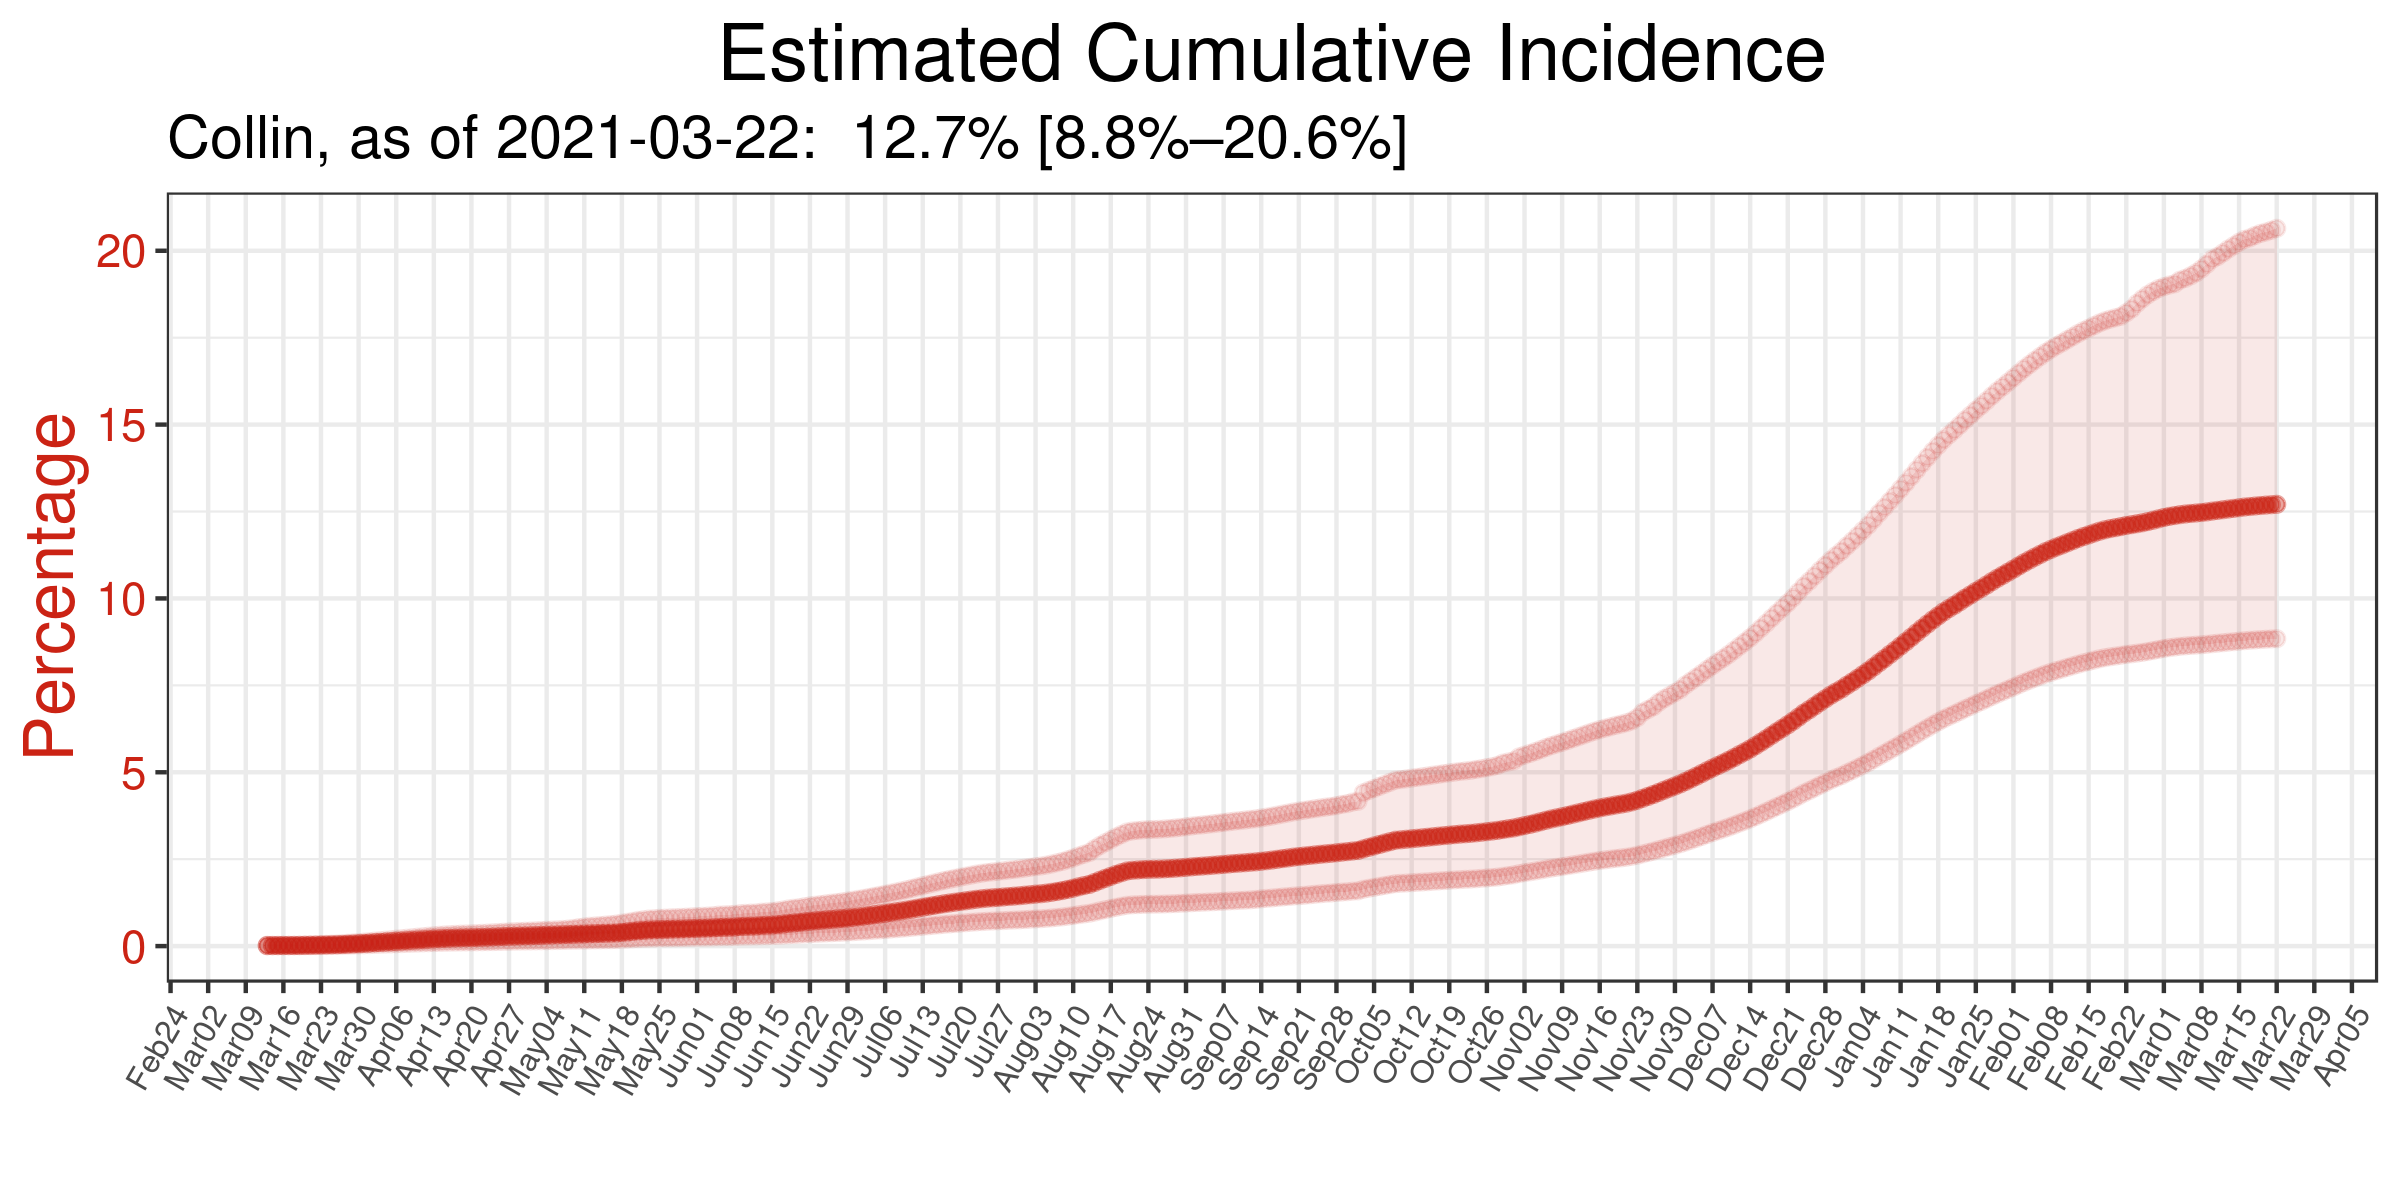 Estimated Cumulative Incidence
Collin, as of 2021-03-22:  12.7% [8.8%–20.6%]
Percentage
20
15
10
5
0
Feb24
Mar02
Mar09
Mar16
Mar23
Mar30
Apr06
Apr13
Apr20
Apr27
May04
May11
May18
May25
Jun01
Jun08
Jun15
Jun22
Jun29
Jul06
Jul13
Jul20
Jul27
Aug03
Aug10
Aug17
Aug24
Aug31
Sep07
Sep14
Sep21
Sep28
Oct05
Oct12
Oct19
Oct26
Nov02
Nov09
Nov16
Nov23
Nov30
Dec07
Dec14
Dec21
Dec28
Jan04
Jan11
Jan18
Jan25
Feb01
Feb08
Feb15
Feb22
Mar01
Mar08
Mar15
Mar22
Mar29
Apr05